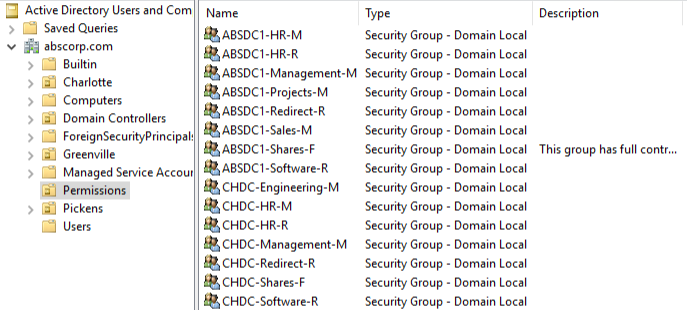 Active Directory Users and Com
Saved Queries
abscorp.com
Builtin
Charlotte
Computers
Domain Controllers
ForeignSecurityPrincipals
Greenville
Managed Service Accour
Permissions
Pickens
Users
Name Type Description
ABSDC1-HR-M Security Group - Domain Local
ABSDC1-HR-R Security Group - Domain Local
ABSDC1-Management-M Security Group - Domain Local
ABSDC1-Projects-M Security Group - Domain Local
ABSDC1-Redirect-R Security Group - Domain Local
ABSDC1-Sales-M Security Group - Domain Local
ABSDC1-Shares-F Security Group - Domain Local This group has full contr...
ABSDC1-Software-R Security Group - Domain Local
CHDC-Engineering-M Security Group - Domain Local
CHDC-HR-M Security Group - Domain Local
CHDC-HR-R Security Group - Domain Local
CHDC-Management-M Security Group - Domain Local
CHDC-Redirect-R Security Group - Domain Local
CHDC-Shares-F Security Group - Domain Local
CHDC-Software-R Security Group - Domain Local